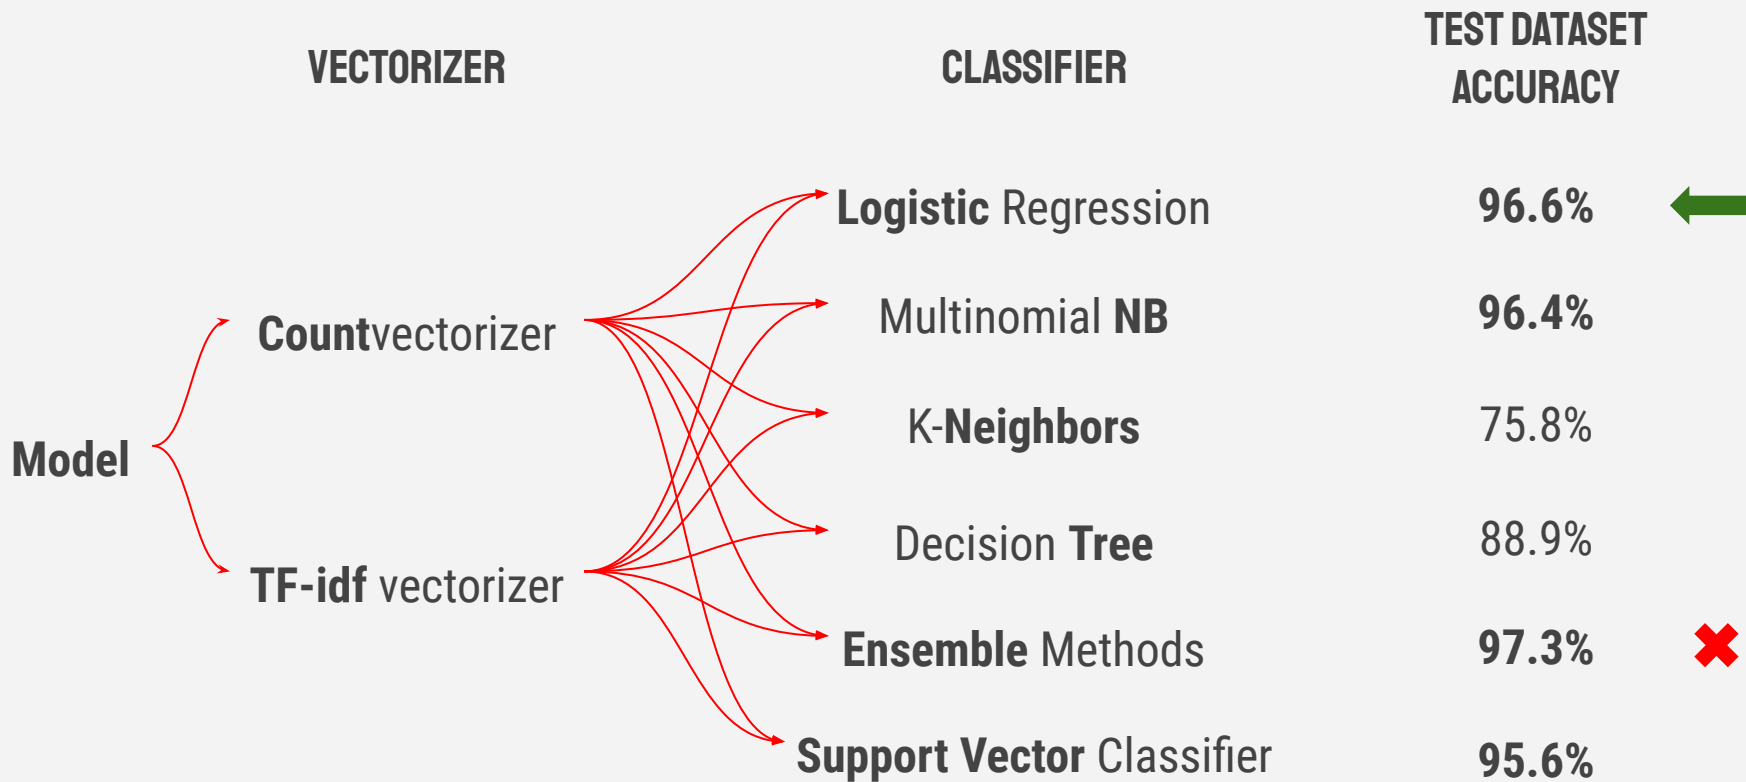 VECTORIZER
CLASSIFIER
TEST DATASET
ACCURACY
Logistic Regression 96.6%
Multinomial NB 96.4%
Countvectorizer
K-Neighbors 75.8%
Model
Decision Tree 88.9%
TF-idf vectorizer
Ensemble Methods 97.3%
Support Vector Classifier 95.6%